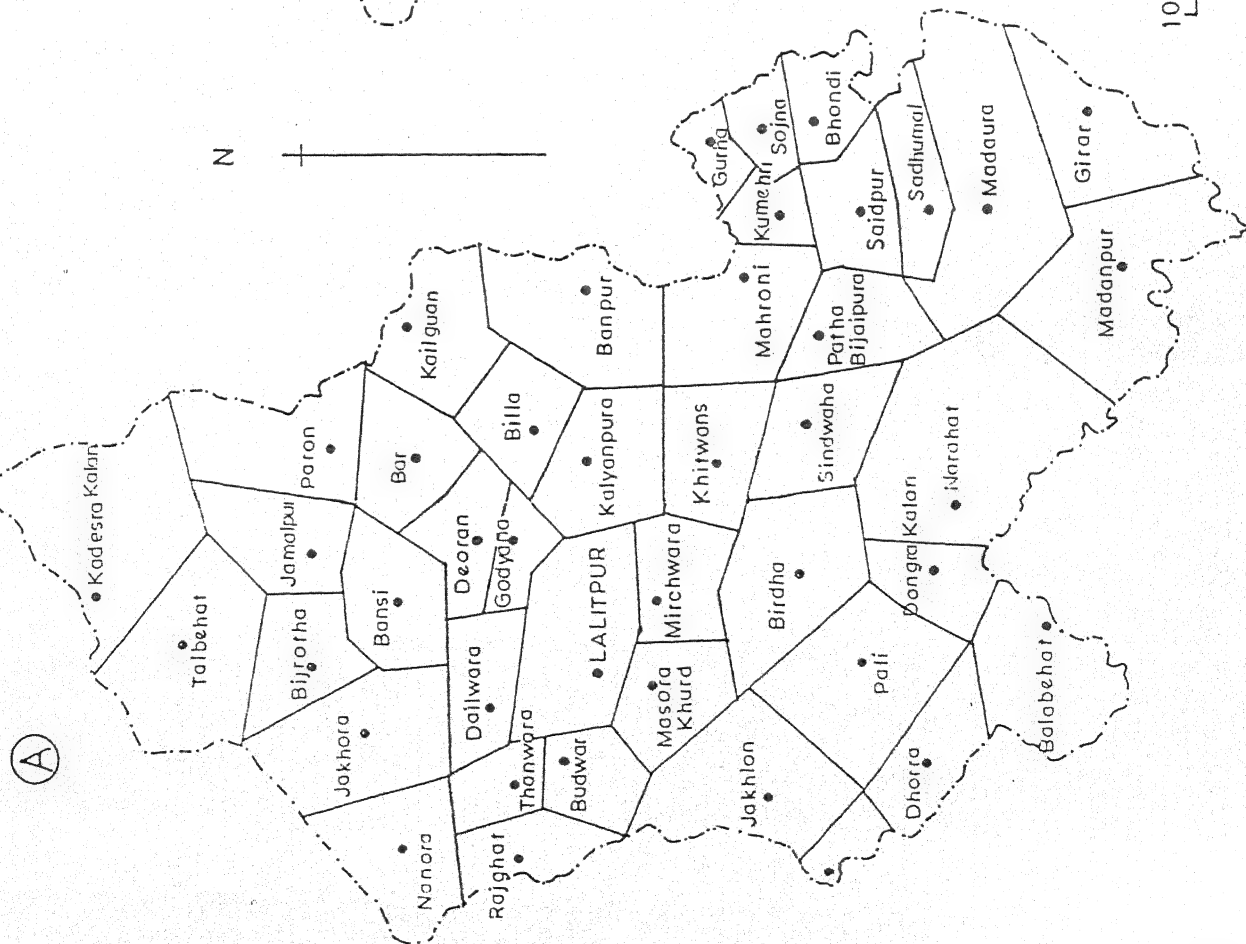 A
N
10
Kadesra Kalan
Talbehat
Jamalpur
Paron
Bijrotha
Bansi
Bar
Kailguan
Jakhora
Nanora
Deoran
Godyana
Billa
Banpur
Dailwara
Rajghat
Thanwara
Budwar
LALITPUR
Kalyanpura
Mirchwara
Masora
Khurd
Khitwans
Mahroni
Kumehri
Gurha
Sojna
Bhondi
Saidpur
Sadhumal
Madaura
Girar
Madanpur
Patha
Bijaipura
Sindwaha
Birdha
Jakhlon
Pali
Dongra Kalan
Narahat
Dhorra
Balabehat